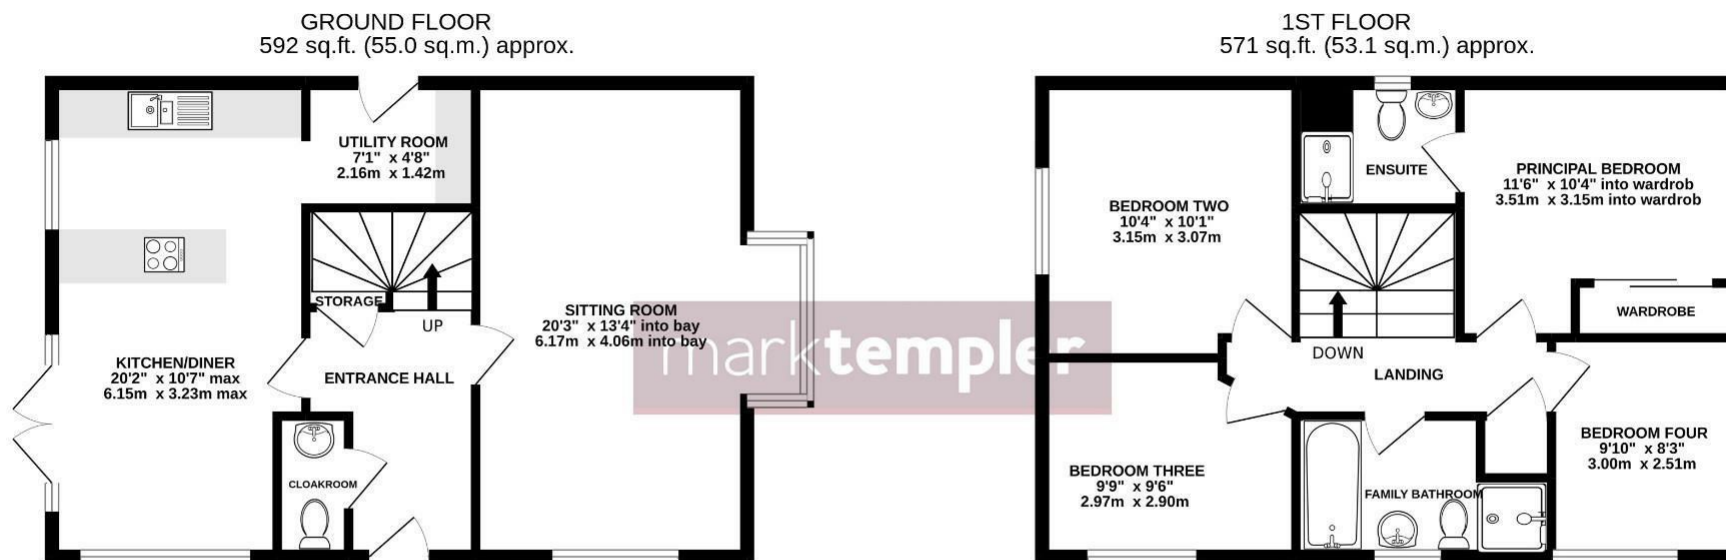 GROUND FLOOR
592 sq.ft. (55.0 sq.m.) approx.
UTILITY ROOM
7'1" x 4'8"
2.16m x 1.42m
STORAGE
UP
SITTING ROOM
20'3" x 13'4" into bay
6.17m x 4.06m into bay
KITCHEN/DINER
20'2" x 10'7" max
6.15m x 3.23m max
ENTRANCE HALL
CLOAKROOM
marktempler
1ST FLOOR
571 sq.ft. (53.1 sq.m.) approx.
ENSUITE
PRINCIPAL BEDROOM
11'6" x 10'4" into wardrob
3.51m x 3.15m into wardrob
BEDROOM TWO
10'4" x 10'1"
3.15m x 3.07m
WARDROBE
DOWN
LANDING
BEDROOM FOUR
9'10" x 8'3"
3.00m x 2.51m
BEDROOM THREE
9'9" x 9'6"
2.97m x 2.90m
FAMILY BATHROOM